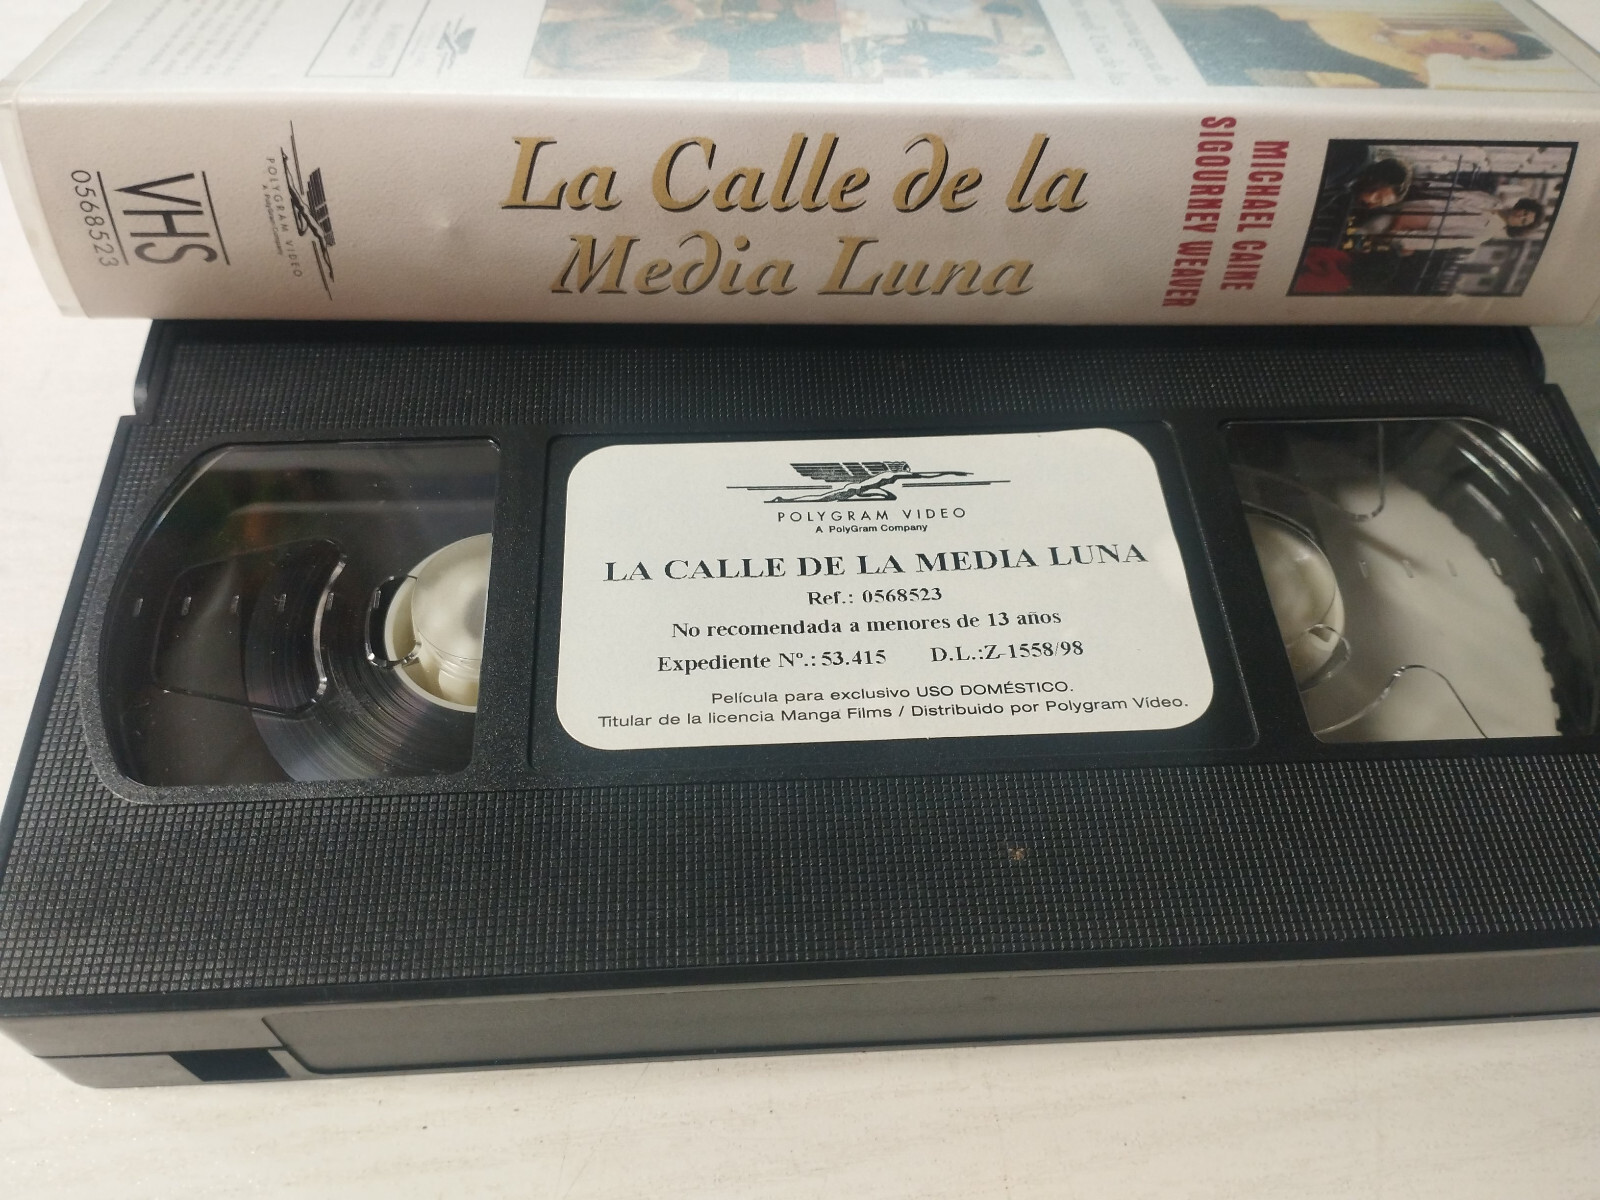 VHS
0568523
POLYGRAM VIDEO
A PolyGram Company
La Calle de la
Media Luna
MICHAEL CAINE
SIGOURNEY WEAVER
POLYGRAM VIDEO
A PolyGram Company
LA CALLE DE LA MEDIA LUNA
Ref.: 0568523
No recomendada a menores de 13 años
Expediente Nº.: 53.415 D.L.:Z-1558/98
Película para exclusivo USO DOMÉSTICO.
Titular de la licencia Manga Films / Distribuido por Polygram Vídeo.